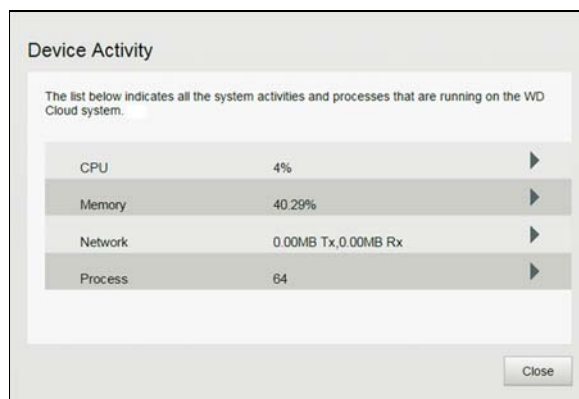 Device Activity
The list below indicates all the system activities and processes that are running on the WD
Cloud system.
CPU 4%
Memory 40.29%
Network 0.00MB Tx,0.00MB Rx
Process 64
Close